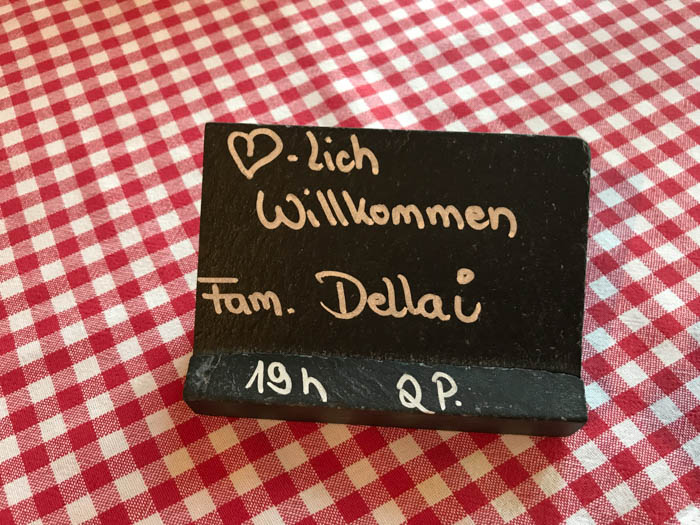 ♡-lich
Willkommen
Fam. Dellai
19h 2P.